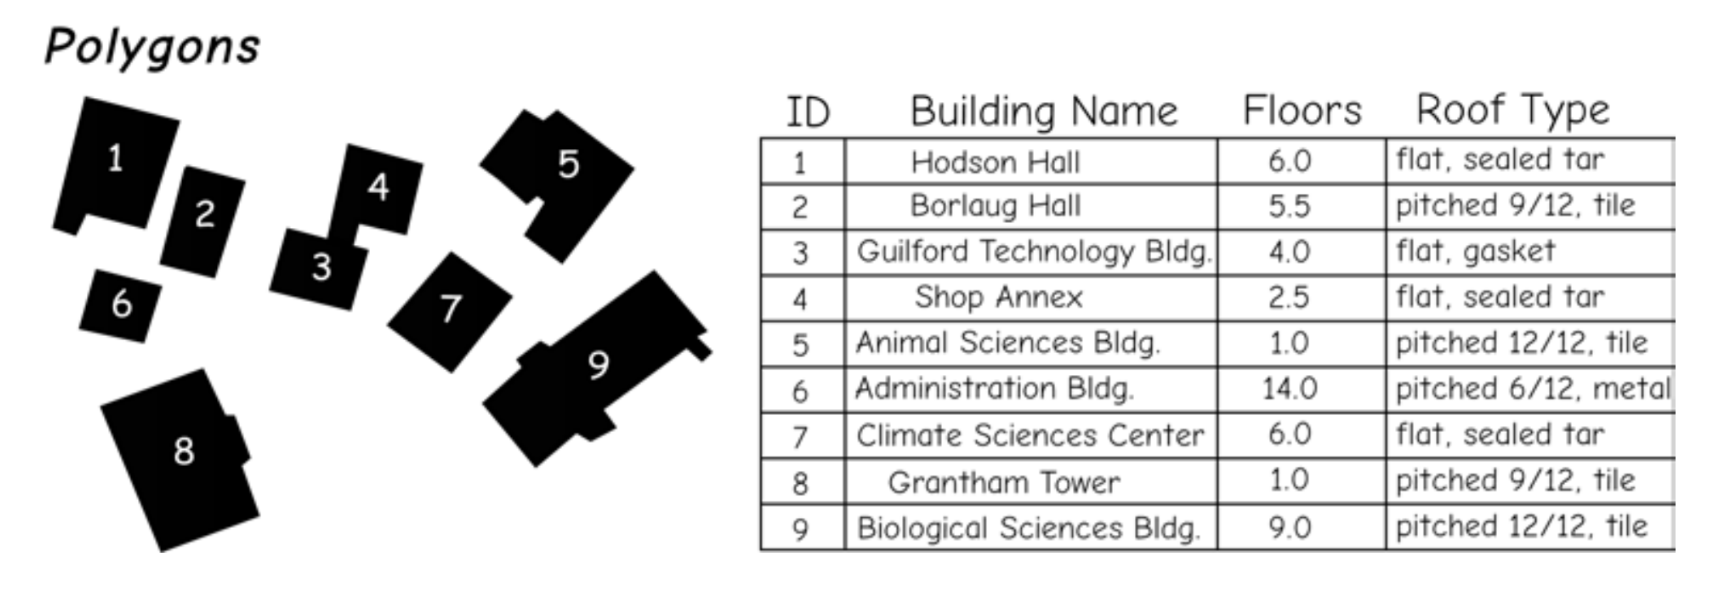 Polygons
1
2
3
4
5
6
7
8
9
ID Building Name Floors Roof Type
1 Hodson Hall 6.0 flat, sealed tar
2 Borlaug Hall 5.5 pitched 9/12, tile
3 Guilford Technology Bldg. 4.0 flat, gasket
4 Shop Annex 2.5 flat, sealed tar
5 Animal Sciences Bldg. 1.0 pitched 12/12, tile
6 Administration Bldg. 14.0 pitched 6/12, metal
7 Climate Sciences Center 6.0 flat, sealed tar
8 Grantham Tower 1.0 pitched 9/12, tile
9 Biological Sciences Bldg. 9.0 pitched 12/12, tile